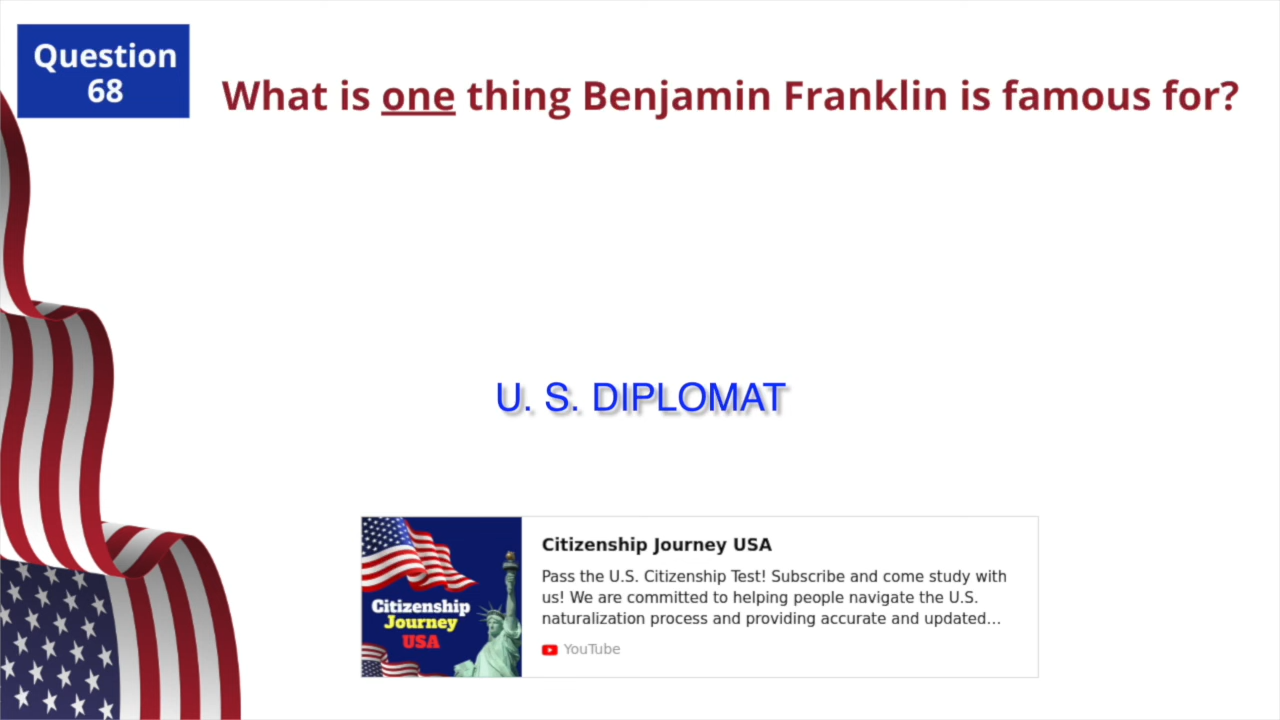 Question
68
What is one thing Benjamin Franklin is famous for?
U. S. DIPLOMAT
Citizenship
Journey
USA
Citizenship Journey USA
Pass the U.S. Citizenship Test! Subscribe and come study with
us! We are committed to helping people navigate the U.S.
naturalization process and providing accurate and updated...
YouTube